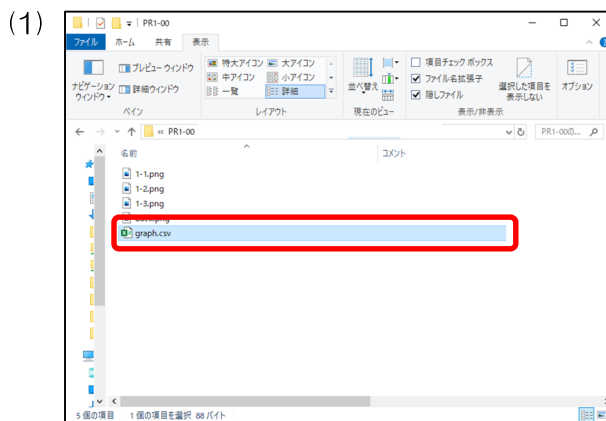 (1)
PR1-00
ファイル ホーム 共有 表示
ナビゲーション ウィンドウ
プレビュー ウィンドウ
詳細ウィンドウ
ペイン
特大アイコン 大アイコン
中アイコン 小アイコン
一覧 詳細
レイアウト
並べ替え
現在のビュー
項目チェック ボックス
ファイル名拡張子
隠しファイル
選択した項目を 表示しない
表示/非表示
オプション
« PR1-00
PR1-00の...
名前 コメント
1-1.png
1-2.png
1-3.png
graph.csv
5 個の項目 1 個の項目を選択 88 バイト